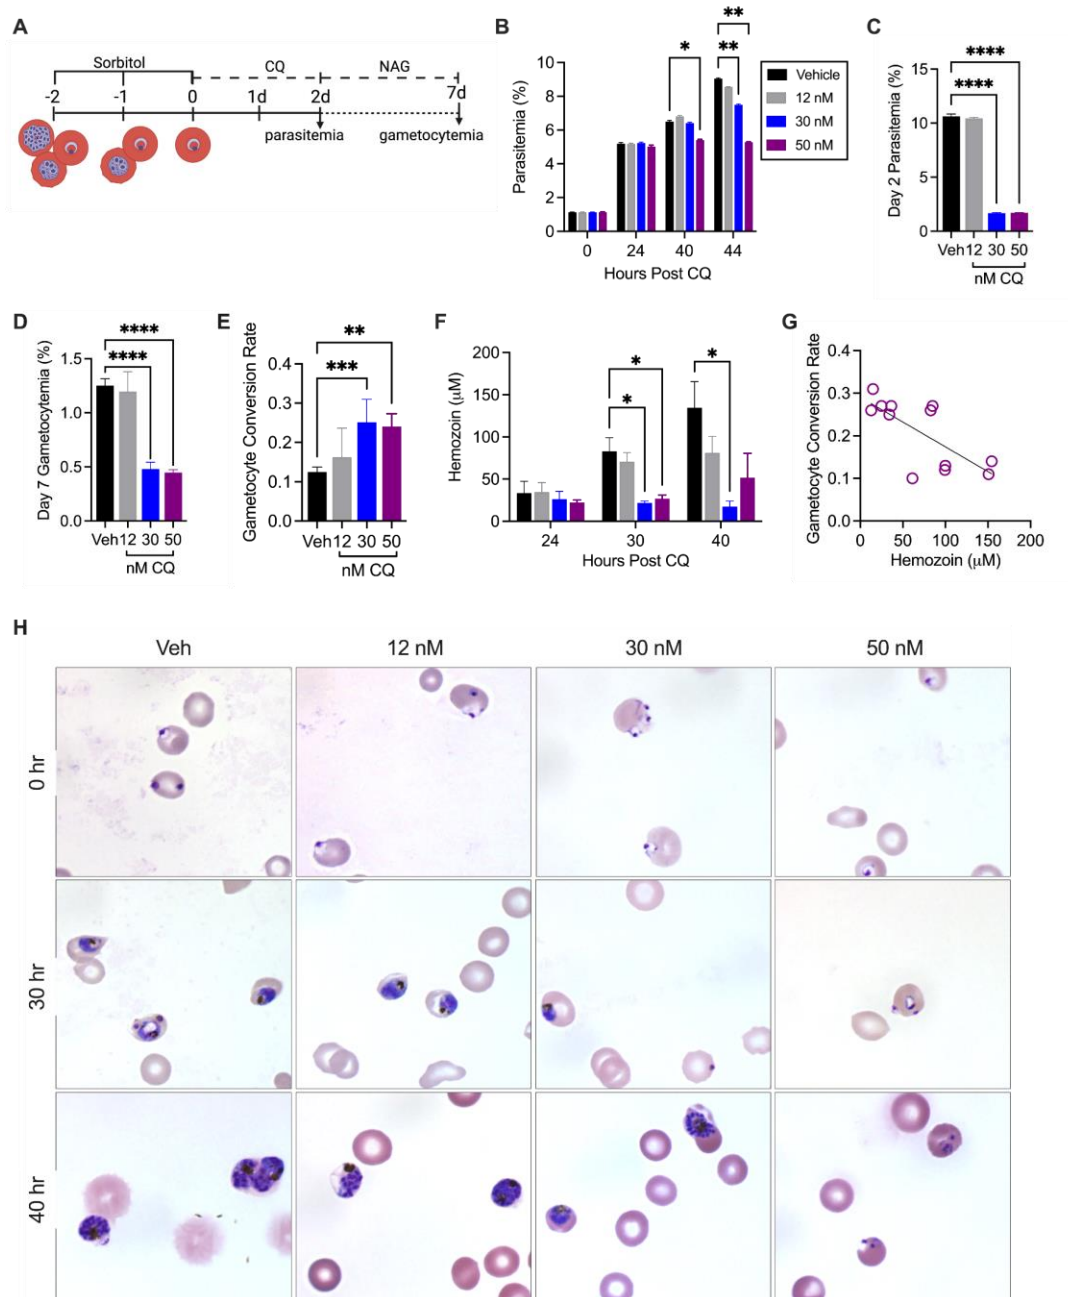 A
Sorbitol
CQ
NAG
-2
-1
0
1d
2d
7d
parasitemia
gametocytemia
B
**
*
**
Parasitemia (%)
10
8
6
4
2
0
0
24
40
44
Hours Post CQ
Vehicle
12 nM
30 nM
50 nM
C
****
****
Day 2 Parasitemia (%)
15
10
5
0
Veh 12 30 50
nM CQ
D
****
****
Day 7 Gametocytemia (%)
1.5
1.0
0.5
0.0
Veh 12 30 50
nM CQ
E
**
***
Gametocyte Conversion Rate
0.4
0.3
0.2
0.1
0.0
Veh 12 30 50
nM CQ
F
*
*
*
Hemozoin (μM)
200
150
100
50
0
24
30
40
Hours Post CQ
G
Gametocyte Conversion Rate
0.4
0.3
0.2
0.1
0.0
0
50
100
150
200
Hemozoin (μM)
H
Veh
12 nM
30 nM
50 nM
0 hr
30 hr
40 hr